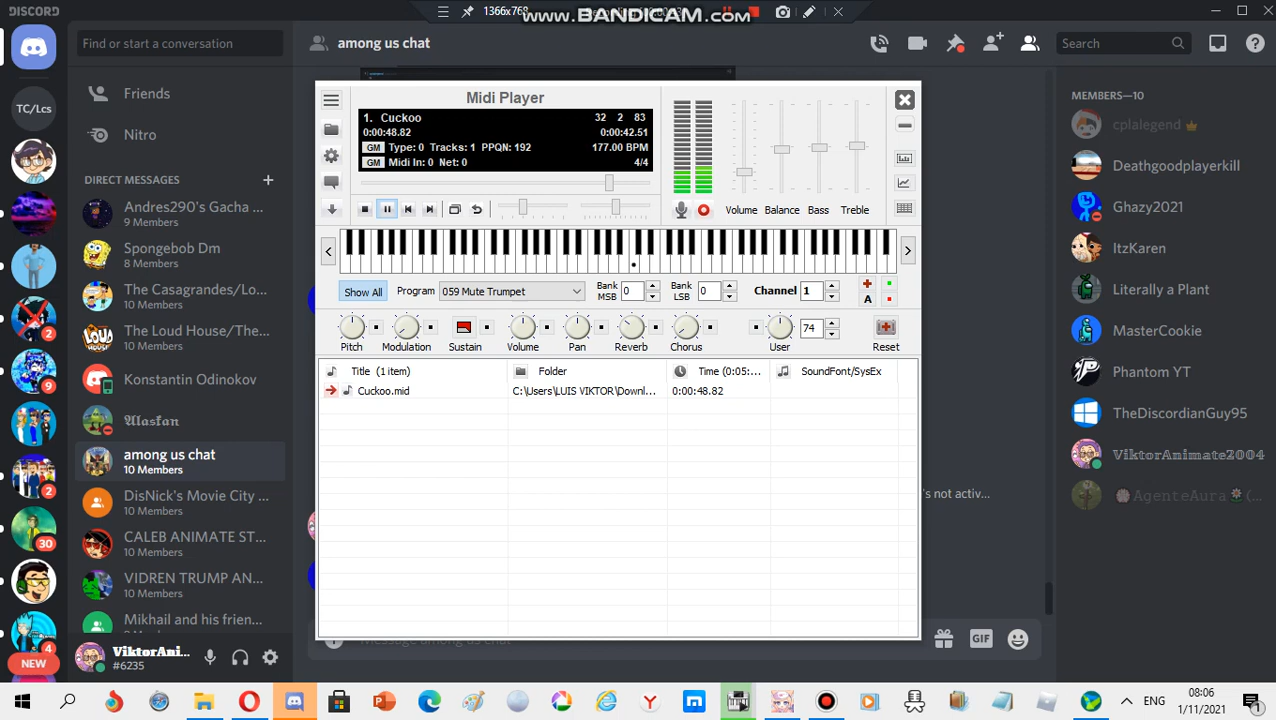 DISCORD
1366x768
www.BANDICAM.com
Find or start a conversation
among us chat
Search
Friends
Nitro
DIRECT MESSAGES
TC/Lcs
Andres290's Gacha ...
9 Members
Spongebob Dm
8 Members
The Casagrandes/Lo...
10 Members
The Loud House/The...
10 Members
2
Konstantin Odinokov
9
𝕬𝖑𝖆𝖘𝖋𝖆𝖓
among us chat
10 Members
2
DisNick's Movie City ...
10 Members
30
CALEB ANIMATE ST...
10 Members
VIDREN TRUMP AN...
10 Members
Mikhail and his frien...
4
NEW
ViktorAni...
#6235
Midi Player
1. Cuckoo
32 2 83
0:00:48.82
0:00:42.51
GM Type: 0 Tracks: 1 PPQN: 192
177.00 BPM
GM Midi In: 0 Net: 0
4/4
Volume Balance Bass Treble
Show All
Program
059 Mute Trumpet
Bank MSB
0
Bank LSB
0
Channel
1
A
74
Pitch Modulation Sustain Volume Pan Reverb Chorus User Reset
Title (1 item)
Folder
Time (0:05:...
SoundFont/SysEx
Cuckoo.mid
C:\Users\LUIS VIKTOR\Downl...
0:00:48.82
's not activ...
Message among us chat
GIF
MEMBERS—10
cphalegend
Deathgoodplayerkill
Ghazy2021
ItzKaren
Literally a Plant
MasterCookie
Phantom YT
TheDiscordianGuy95
ViktorAnimate2004
AgenteAura (...
ENG
08:06
1/11/2021
1